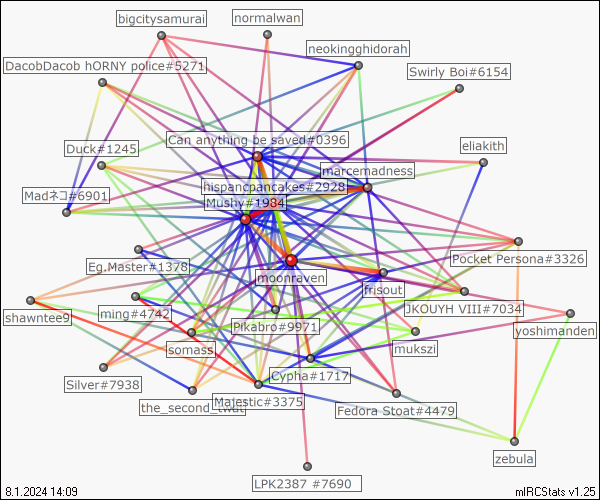 bigcitysamurai
normalwan
neokingghidorah
DacobDacob hORNY police#5271
Swirly Boi#6154
Can anything be saved#0396
Duck#1245
eliakith
marcemadness
hispancpancakes#2928
Madネコ#6901
Mushy#1984
Pocket Persona#3326
Eg.Master#1378
moonraven
frisout
JKOUYH VIII#7034
shawntee9
ming#4742
Pikabro#9971
yoshimanden
somass
mukszi
Cypha#1717
Silver#7938
the_second_twut
Majestic#3375
Fedora Stoat#4479
zebula
LPK2387 #7690
8.1.2024 14:09
mIRCStats v1.25